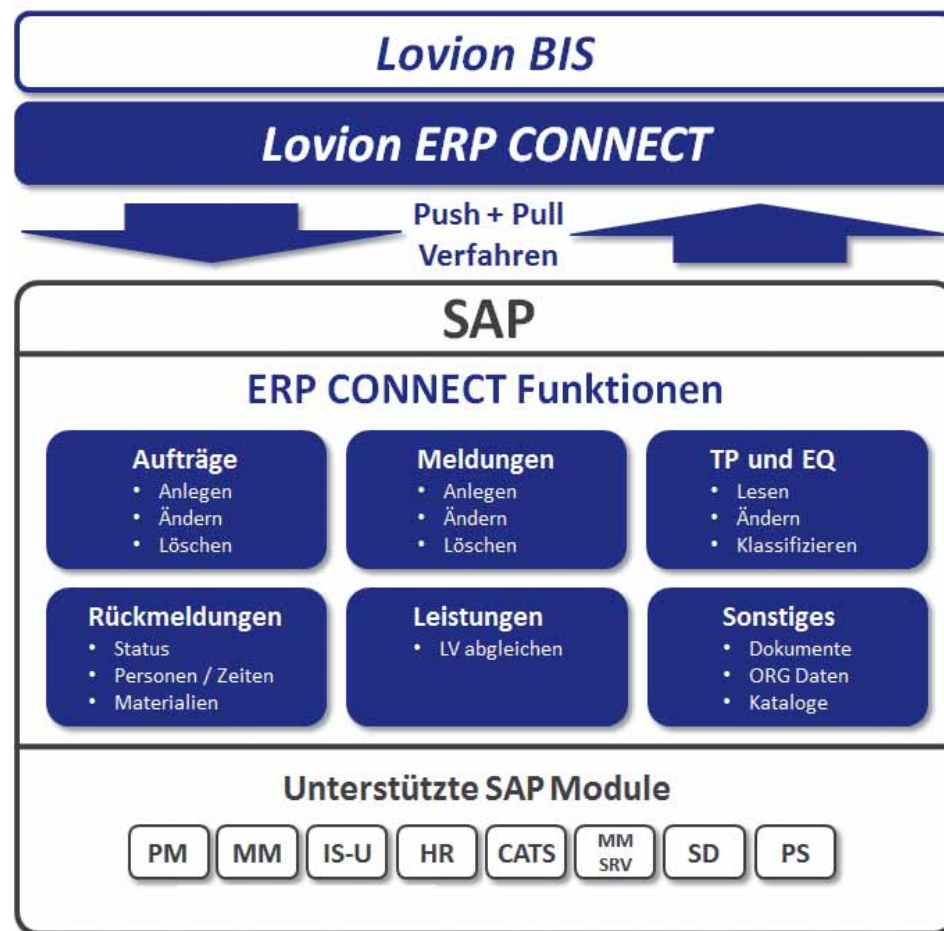 Lovion BIS
Lovion ERP CONNECT
Push + Pull
Verfahren
SAP
ERP CONNECT Funktionen
Aufträge
• Anlegen
• Ändern
• Löschen
Meldungen
• Anlegen
• Ändern
• Löschen
TP und EQ
• Lesen
• Ändern
• Klassifizieren
Rückmeldungen
• Status
• Personen / Zeiten
• Materialien
Leistungen
• LV abgleichen
Sonstiges
• Dokumente
• ORG Daten
• Kataloge
Unterstützte SAP Module
PM
MM
IS-U
HR
CATS
MM
SRV
SD
PS